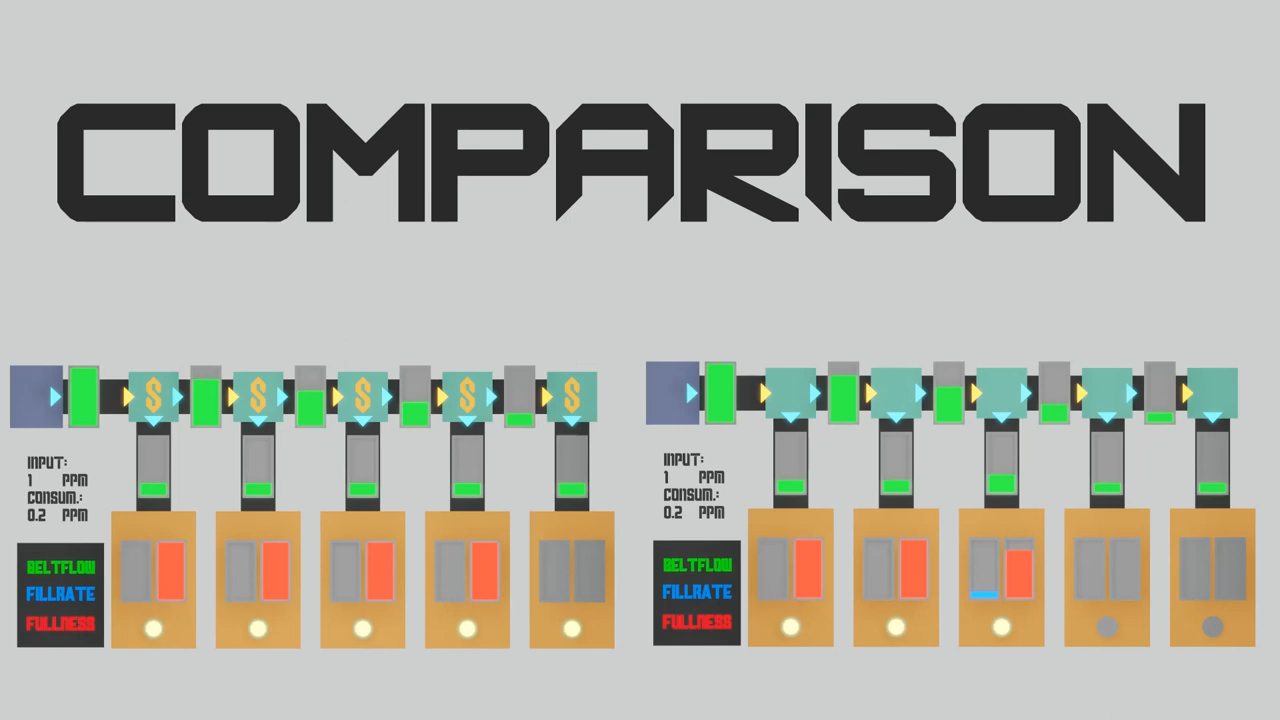 COMPARISON
$ $ $ $ $
INPUT:
1 PPM
CONSUM.:
0.2 PPM
BELTFLOW
FILLRATE
FULLNESS
INPUT:
1 PPM
CONSUM.:
0.2 PPM
BELTFLOW
FILLRATE
FULLNESS